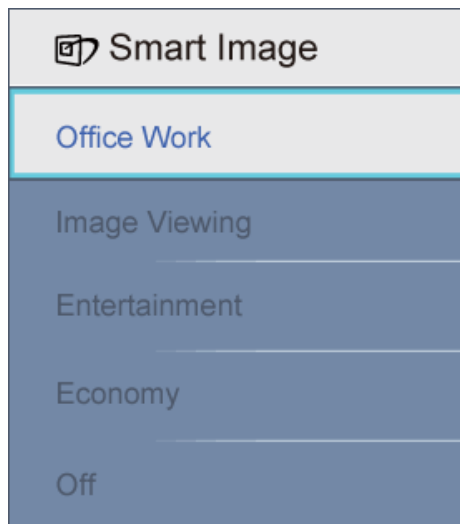 Smart Image
Office Work
Image Viewing
Entertainment
Economy
Off